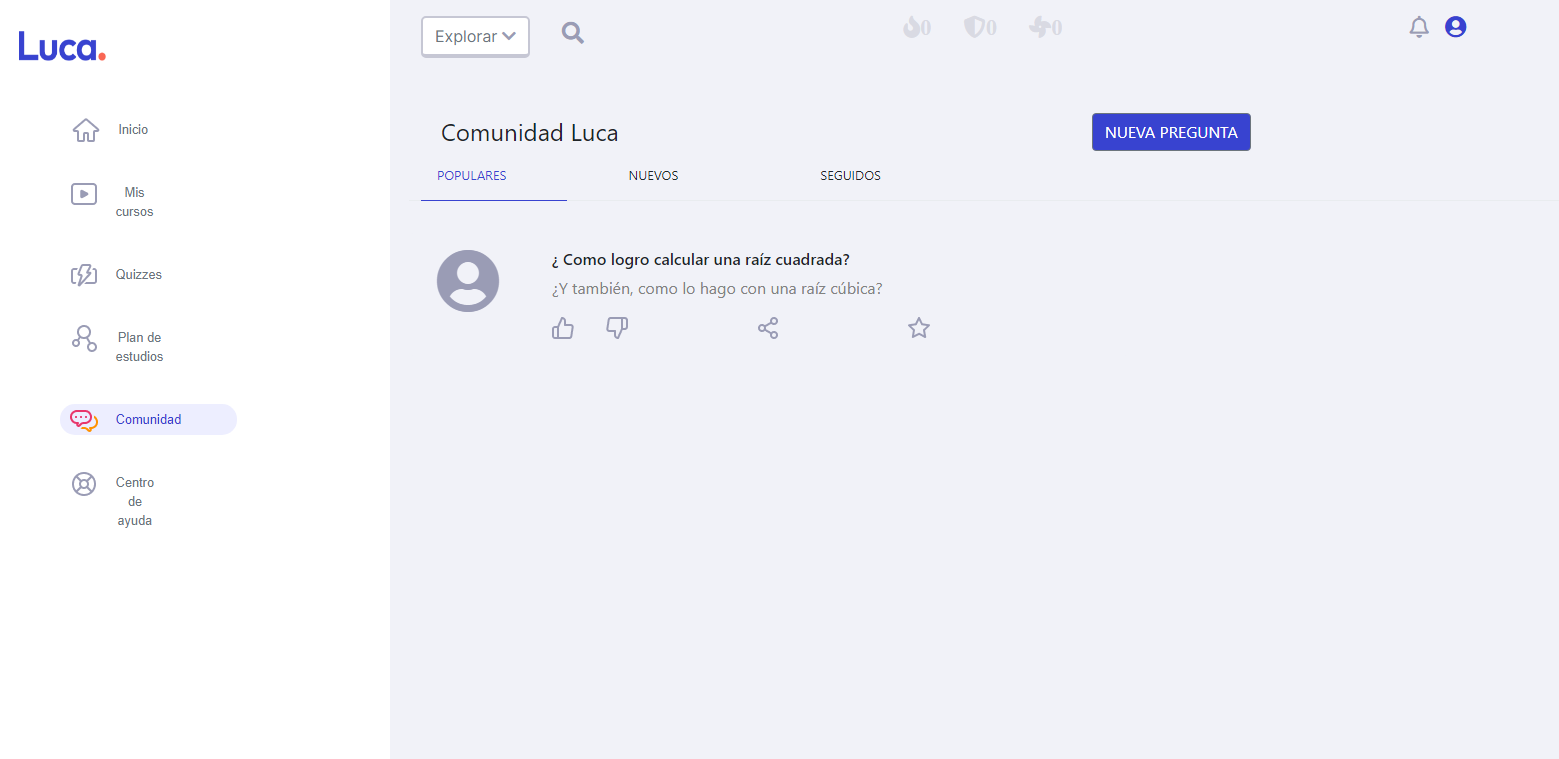 Luca.
Explorar
0
0
0
Inicio
Mis
cursos
Quizzes
Plan de
estudios
Comunidad
Centro
de
ayuda
Comunidad Luca
NUEVA PREGUNTA
POPULARES
NUEVOS
SEGUIDOS
¿ Como logro calcular una raíz cuadrada?
¿Y también, como lo hago con una raíz cúbica?